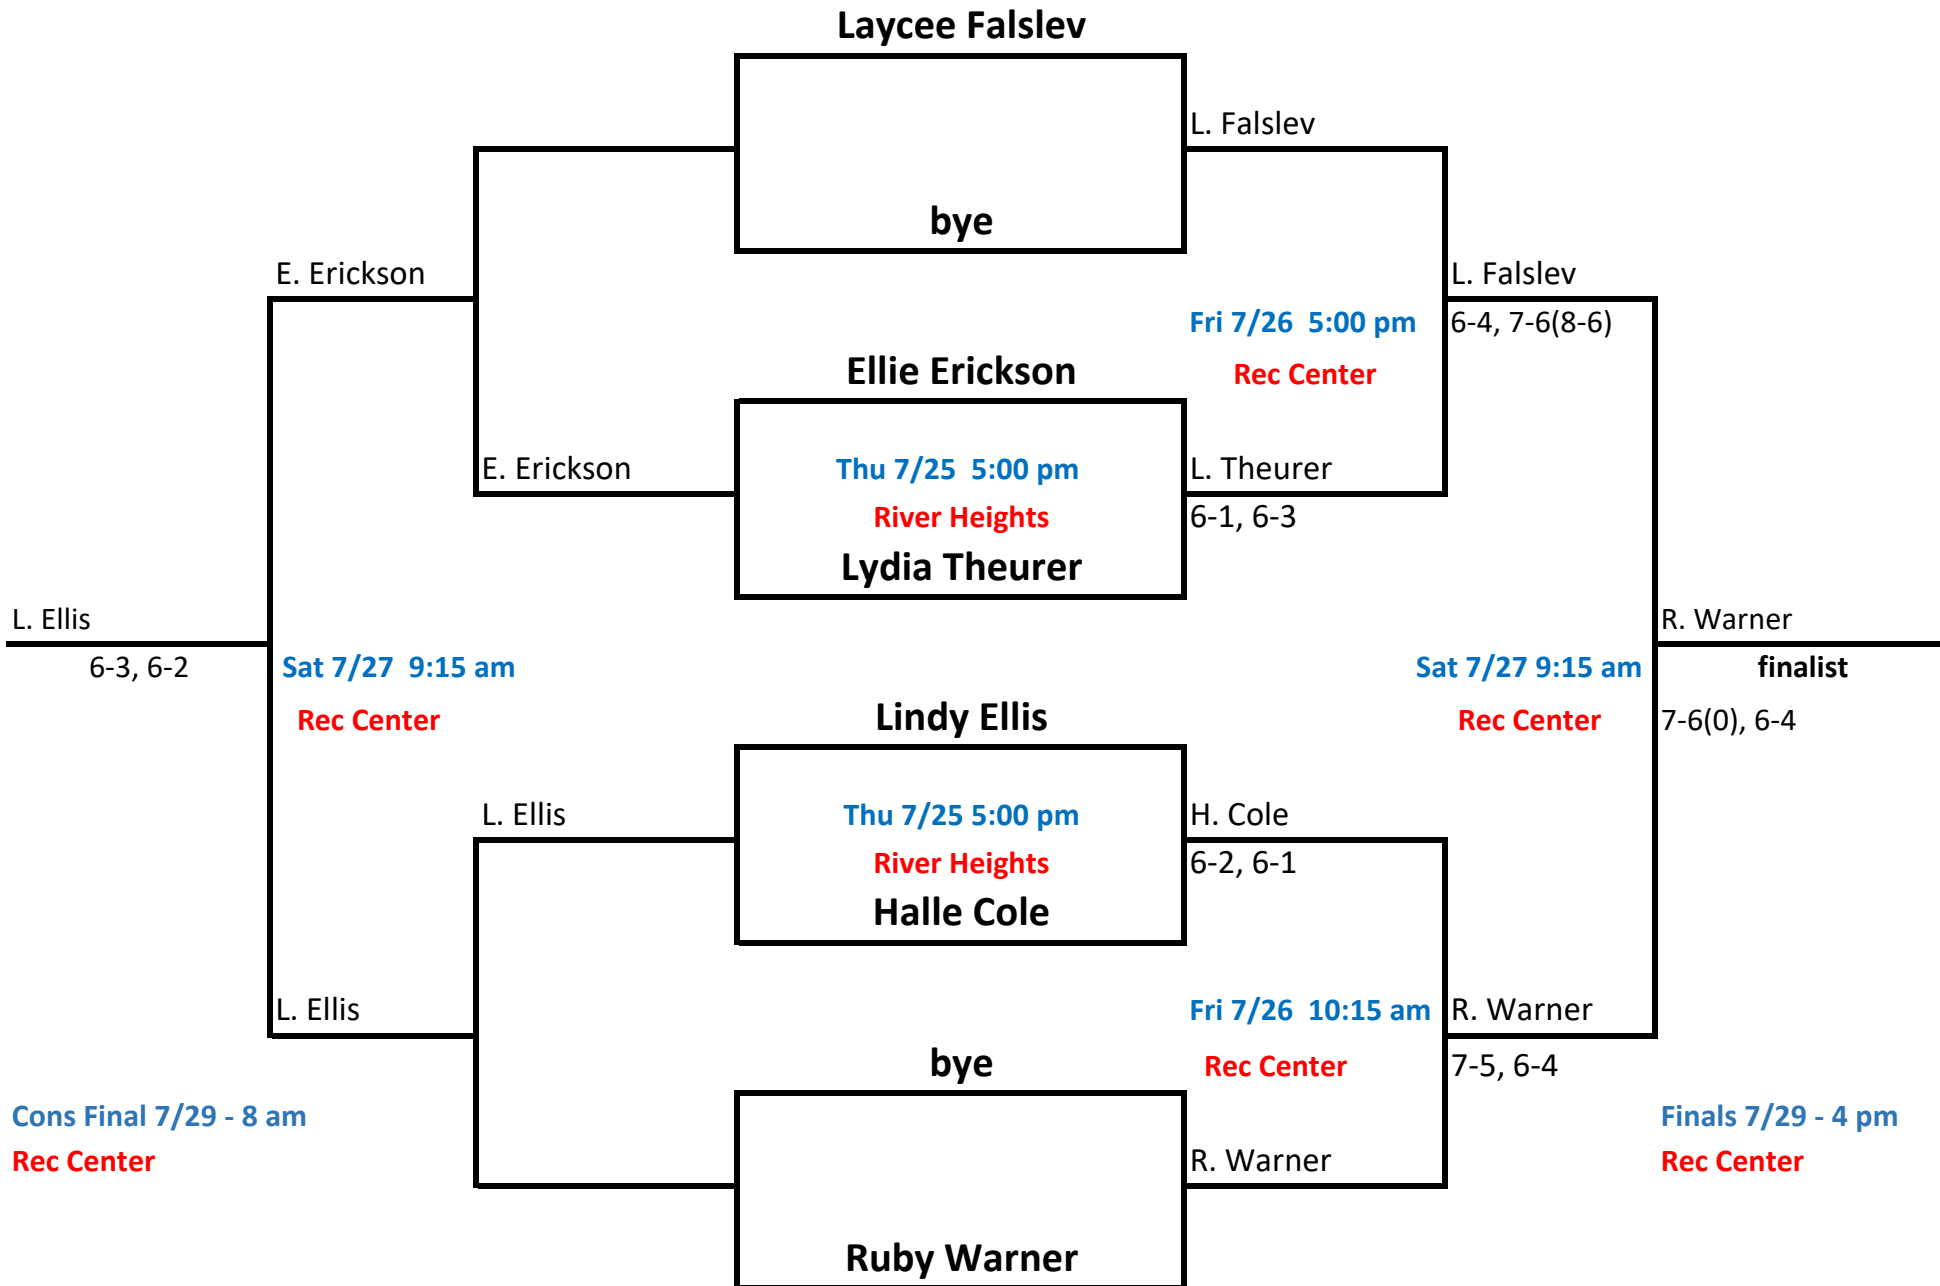 Laycee Falslev
L. Falslev
bye
E. Erickson
L. Falslev
Fri 7/26  5:00 pm
6-4, 7-6(8-6)
Ellie Erickson
Rec Center
E. Erickson
Thu 7/25  5:00 pm
L. Theurer
River Heights
6-1, 6-3
Lydia Theurer
L. Ellis
R. Warner
6-3, 6-2
Sat 7/27  9:15 am
Sat 7/27 9:15 am
finalist
Rec Center
Lindy Ellis
Rec Center
7-6(0), 6-4
L. Ellis
Thu 7/25 5:00 pm
H. Cole
River Heights
6-2, 6-1
Halle Cole
L. Ellis
Fri 7/26  10:15 am
R. Warner
bye
Rec Center
7-5, 6-4
Cons Final 7/29 - 8 am
Finals 7/29 - 4 pm
Rec Center
R. Warner
Rec Center
Ruby Warner